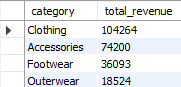 category total_revenue
Clothing 104264
Accessories 74200
Footwear 36093
Outerwear 18524